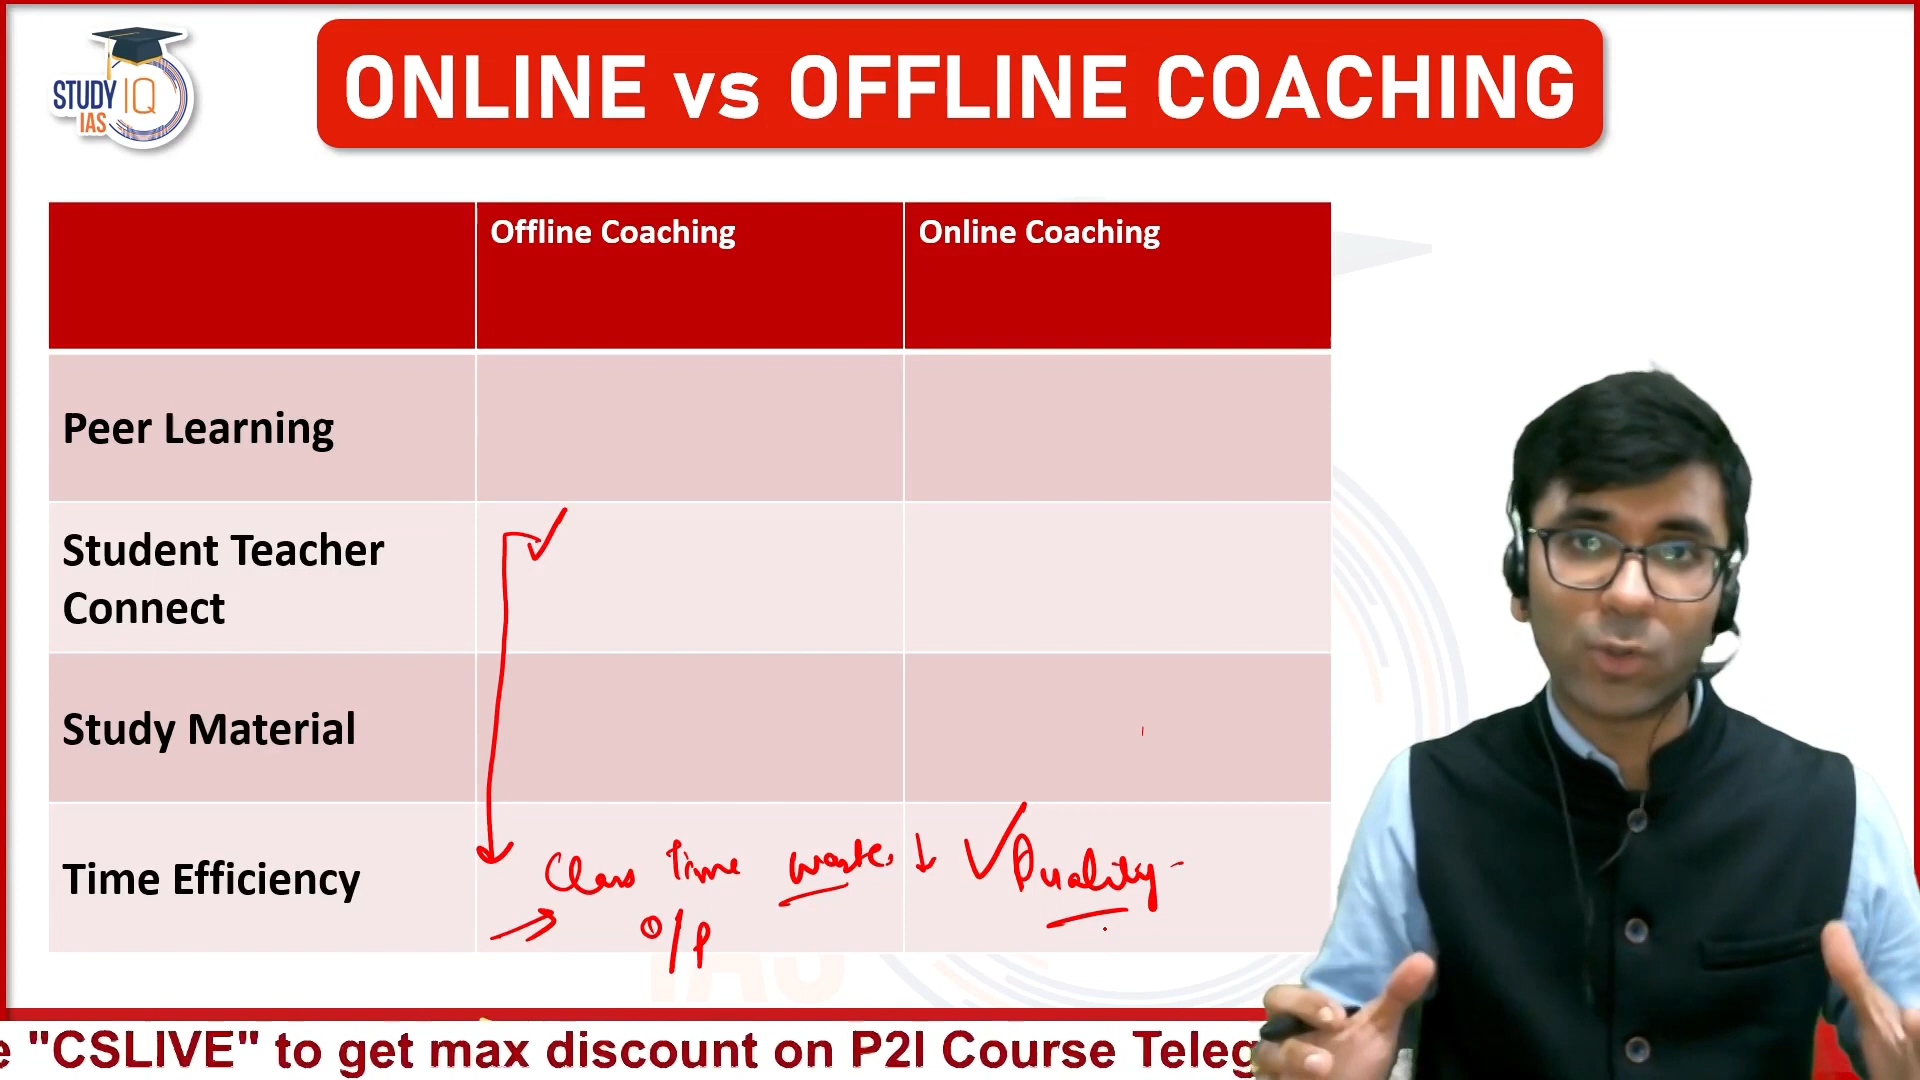 STUDY IQ
IAS
ONLINE vs OFFLINE COACHING
Offline Coaching
Online Coaching
Peer Learning
Student Teacher
Connect
Study Material
Time Efficiency
Class Time waste
O/P
Quality
IAS
e "CSLIVE" to get max discount on P2I Course Teleg